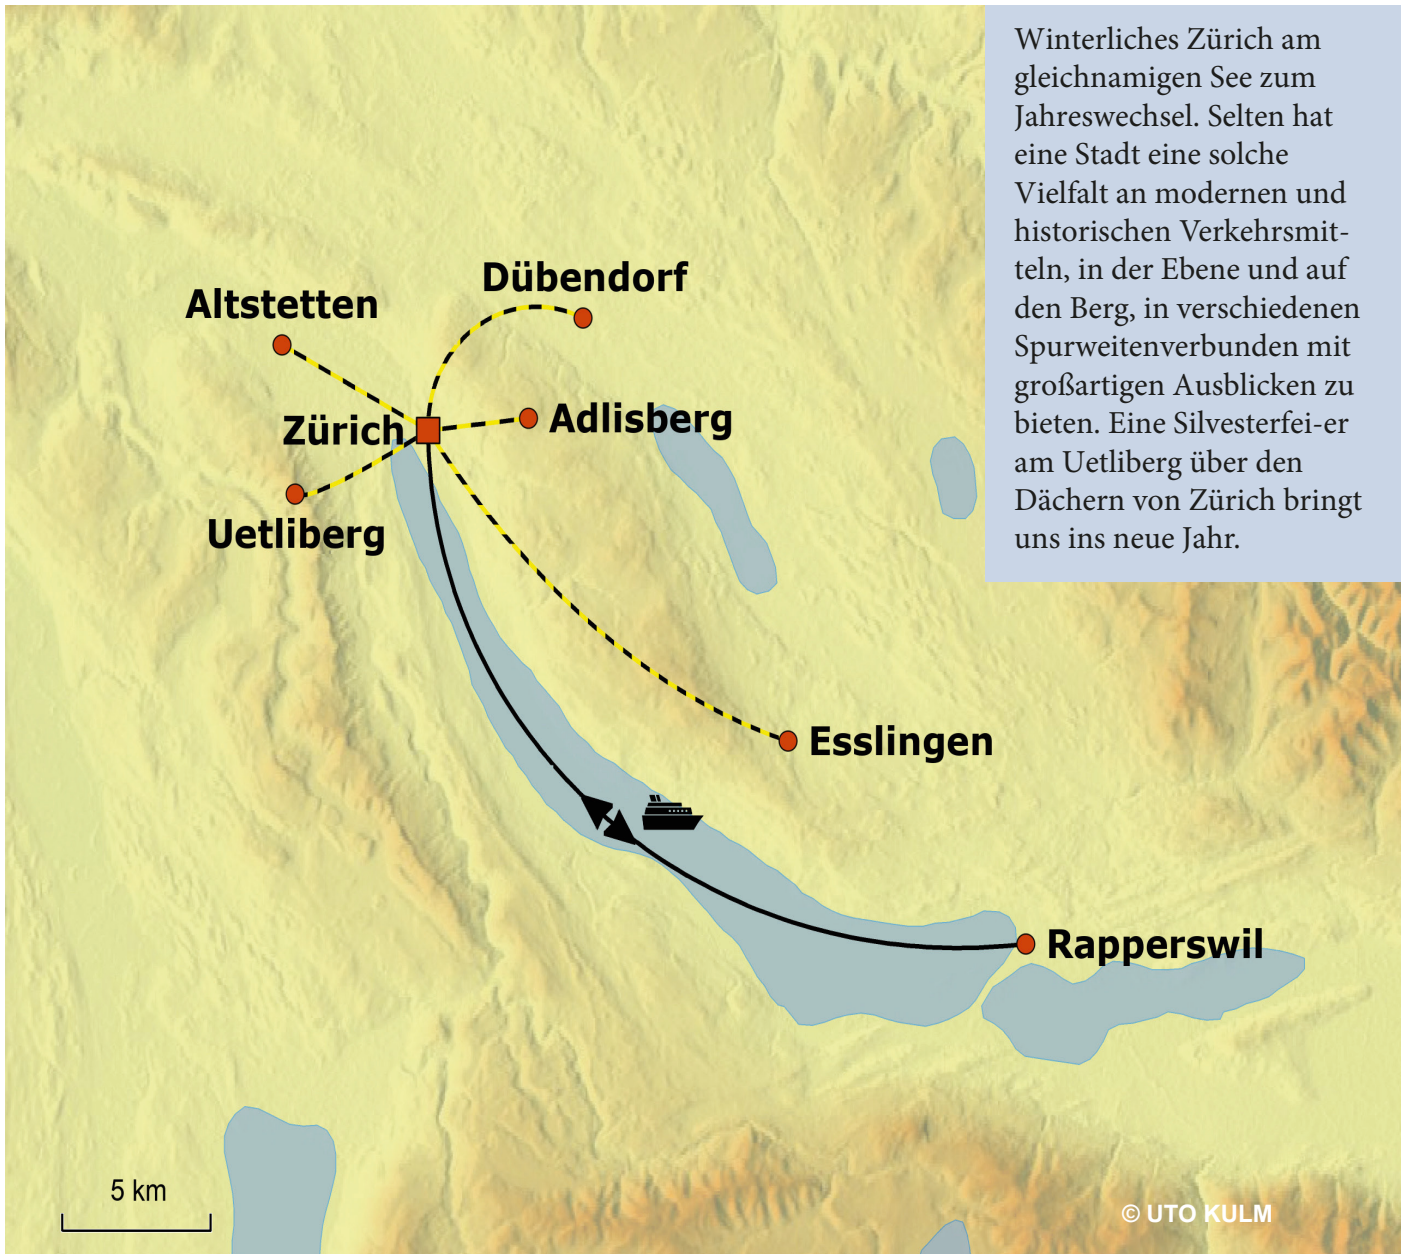 Winterliches Zürich am
gleichnamigen See zum
Jahreswechsel. Selten hat
eine Stadt eine solche
Vielfalt an modernen und
historischen Verkehrsmit-
teln, in der Ebene und auf
den Berg, in verschiedenen
Spurweitenverbunden mit
großartigen Ausblicken zu
bieten. Eine Silvesterfei-er
am Uetliberg über den
Dächern von Zürich bringt
uns ins neue Jahr.
Dübendorf
Altstetten
Adlisberg
Zürich
Uetliberg
Esslingen
Rapperswil
5 km
© UTO KULM